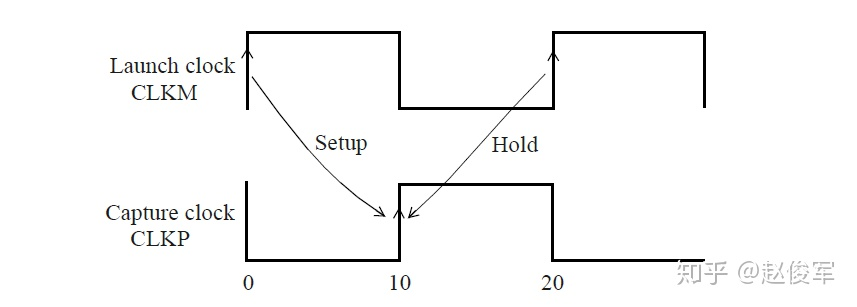 Launch clock
CLKM
Setup
Hold
Capture clock
CLKP
0 10 20
知乎 @赵俊军